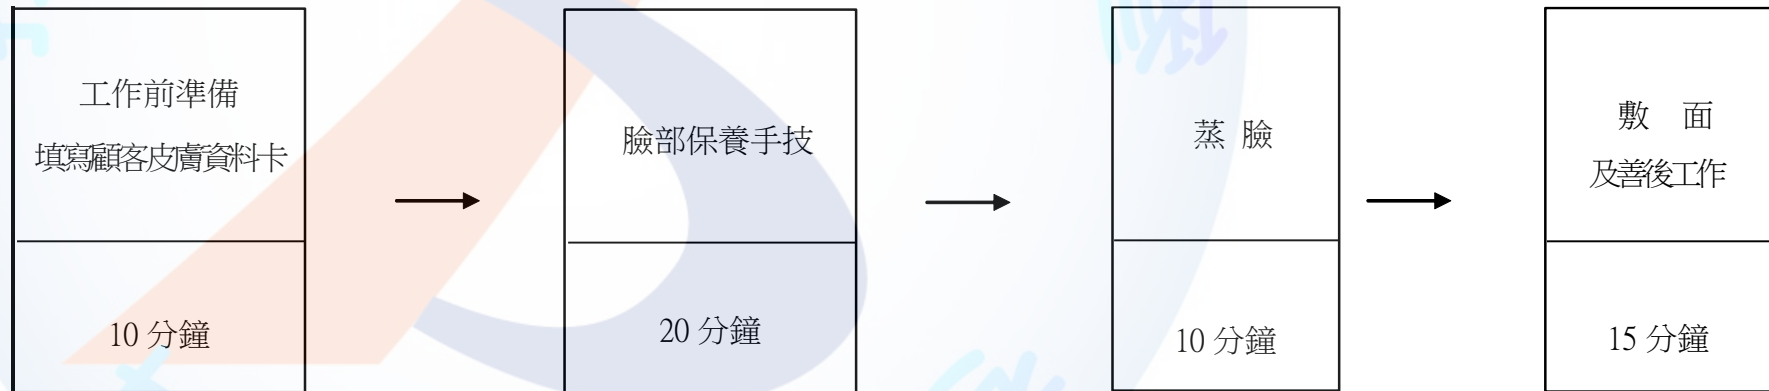 工作前準備
填寫顧客皮膚資料卡
10 分鐘
臉部保養手技
20 分鐘
蒸 臉
10 分鐘
敷 面
及善後工作
15 分鐘